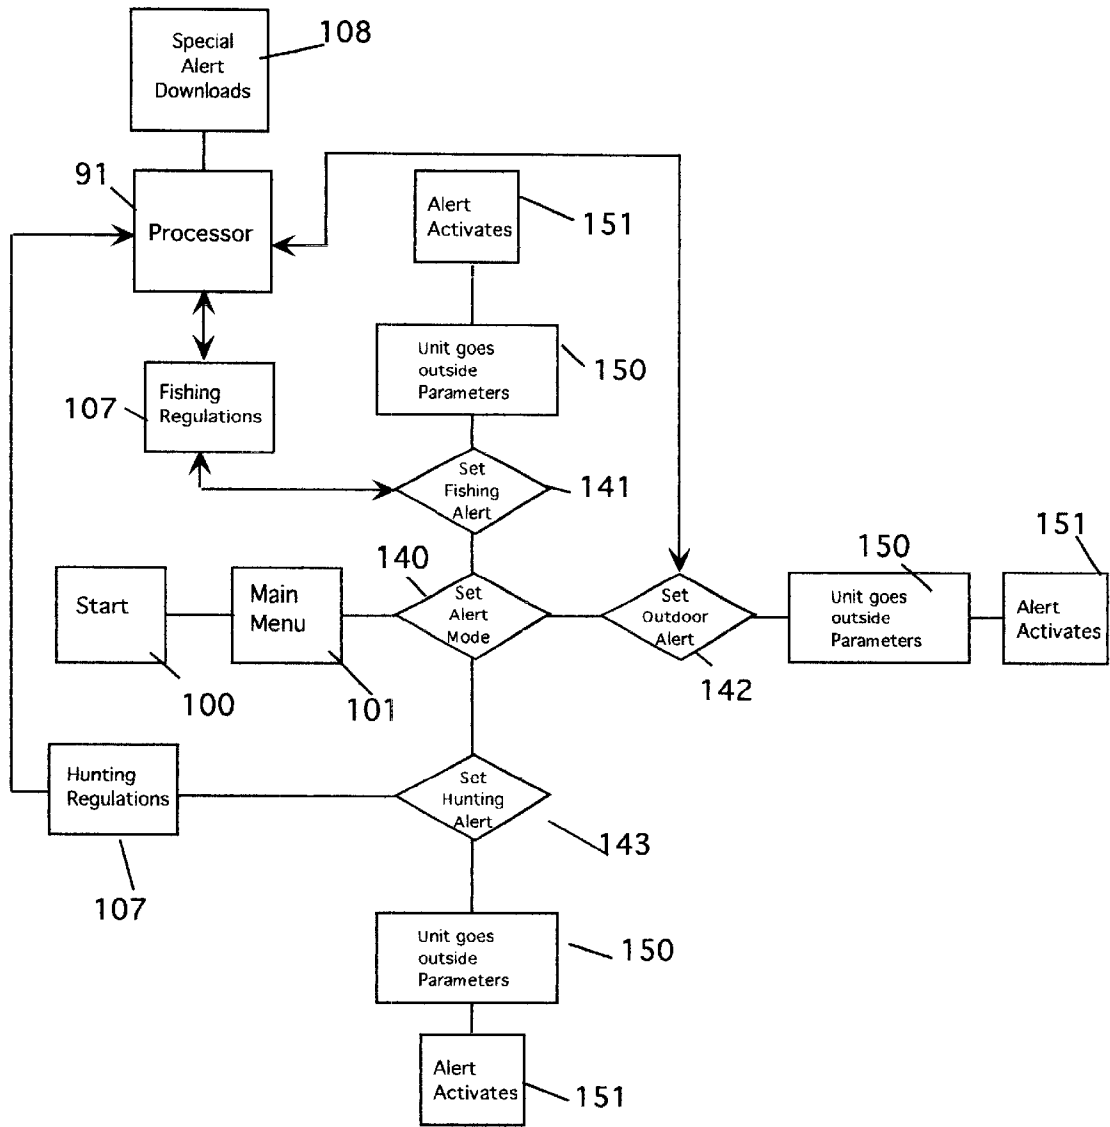 Special
Alert
Downloads
108
91
Processor
Alert
Activates
151
Unit goes
outside
Parameters
150
Fishing
Regulations
107
Set
Fishing
Alert
141
140
Set
Alert
Mode
Start
100
Main
Menu
101
Set
Outdoor
Alert
142
150
Unit goes
outside
Parameters
151
Alert
Activates
Hunting
Regulations
107
Set
Hunting
Alert
143
Unit goes
outside
Parameters
150
Alert
Activates
151